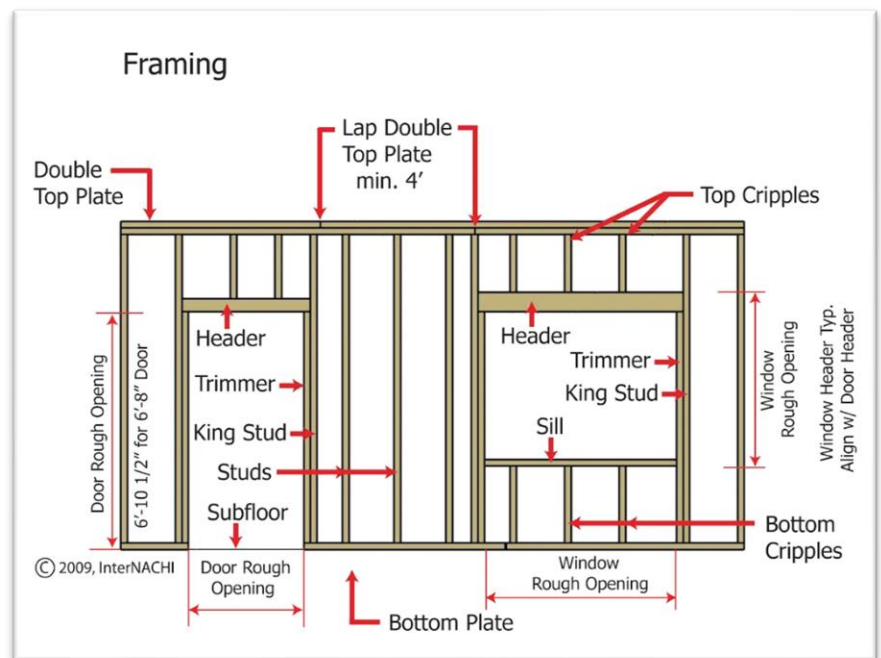 Framing
Lap Double
Top Plate
min. 4'
Double
Top Plate
Top Cripples
Header
Header
Trimmer
Trimmer
King Stud
King Stud
Sill
Studs
Subfloor
Door Rough Opening
6'-10 1/2" for 6'-8" Door
Window
Rough Opening
Window Header Typ.
Align w/ Door Header
Bottom
Cripples
© 2009, InterNACHI
Door Rough
Opening
Window
Rough Opening
Bottom Plate